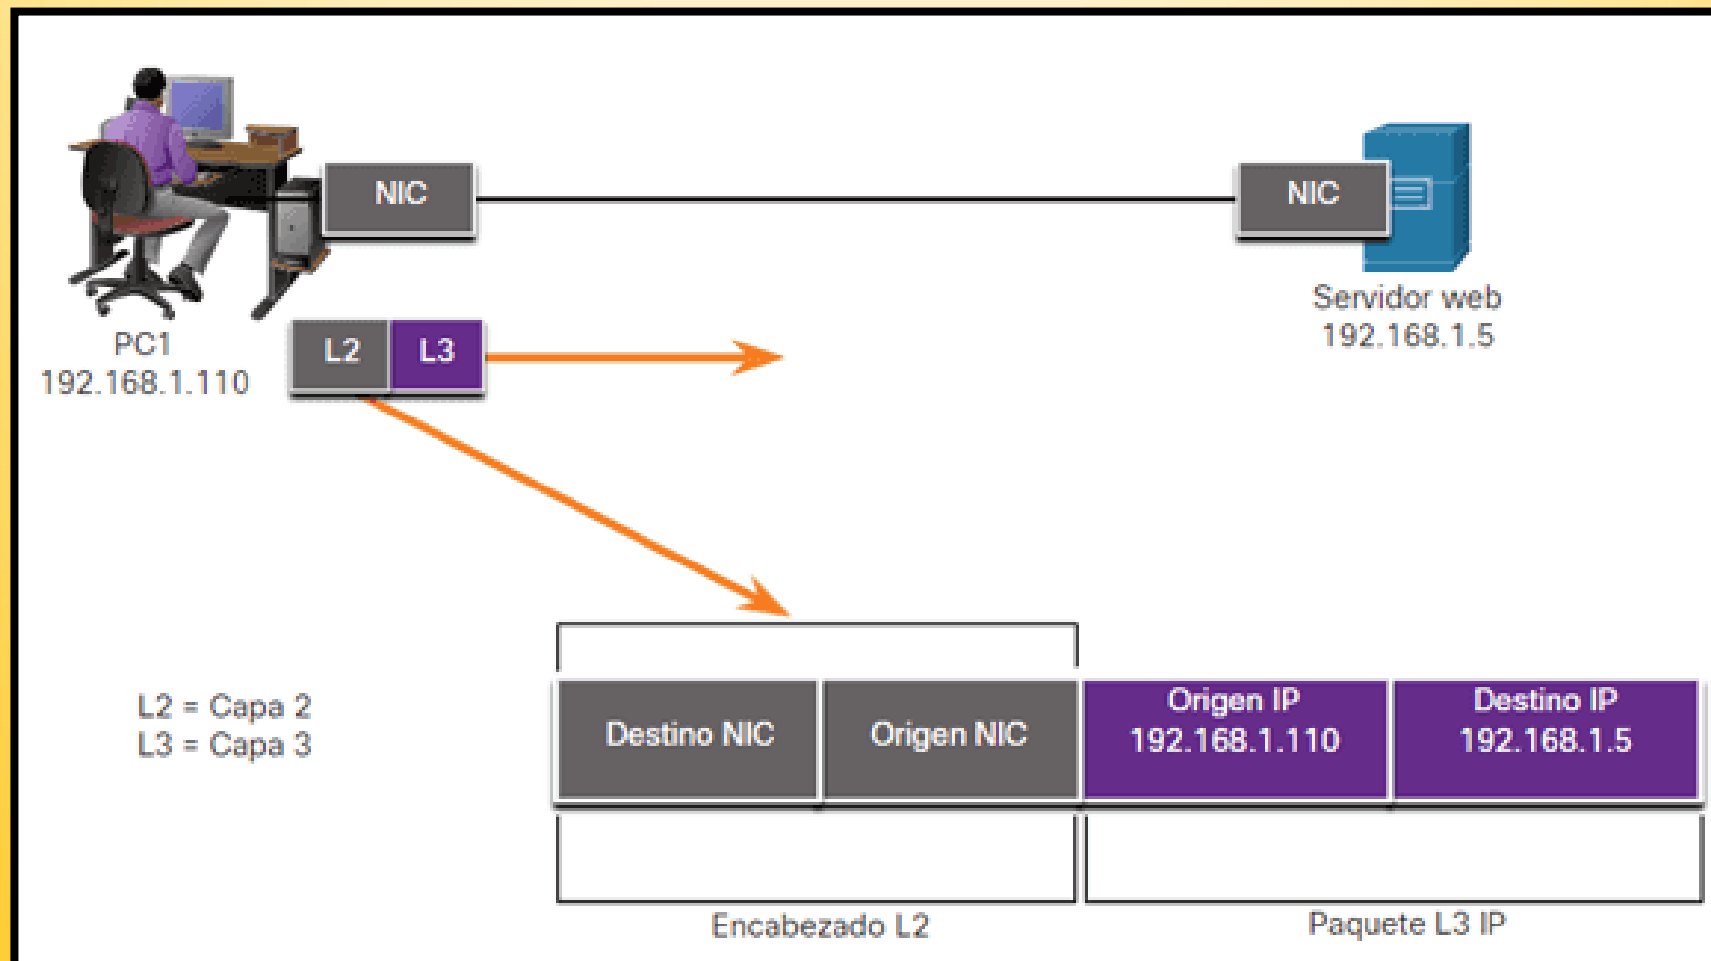 NIC
NIC
Servidor web
192.168.1.5
PC1
192.168.1.110
L2
L3
L2 = Capa 2
L3 = Capa 3
Destino NIC
Origen NIC
Origen IP
192.168.1.110
Destino IP
192.168.1.5
Encabezado L2
Paquete L3 IP